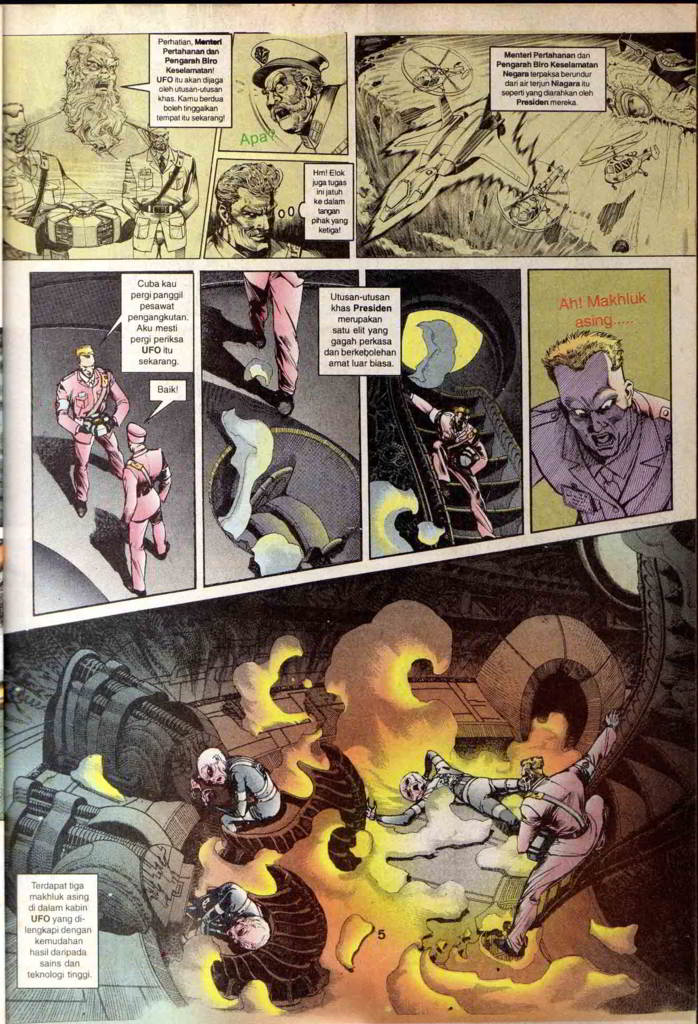 Perhatian, Menteri
Pertahanan dan
Pengarah Biro
Keselamatan!
UFO itu akan dijaga
oleh utusan-utusan
khas. Kamu berdua
boleh tinggalkan
tempat itu sekarang!
Apa?
Hm! Elok
juga tugas
ini jatuh
ke dalam
tangan
pihak yang
ketiga!
Menteri Pertahanan dan
Pengarah Biro Keselamatan
Negara terpaksa berundur
dari air terjun Niagara itu
seperti yang diarahkan oleh
Presiden mereka.
Cuba kau
pergi panggil
pesawat
pengangkutan.
Aku mesti
pergi periksa
UFO itu
sekarang.
Baik!
Utusan-utusan
khas Presiden
merupakan
satu elit yang
gagah perkasa
dan berkebolehan
amat luar biasa.
Ah! Makhluk
asing.....
Terdapat tiga
makhluk asing
di dalam kabin
UFO yang di-
lengkapi dengan
kemudahan
hasil daripada
sains dan
teknologi tinggi.
5